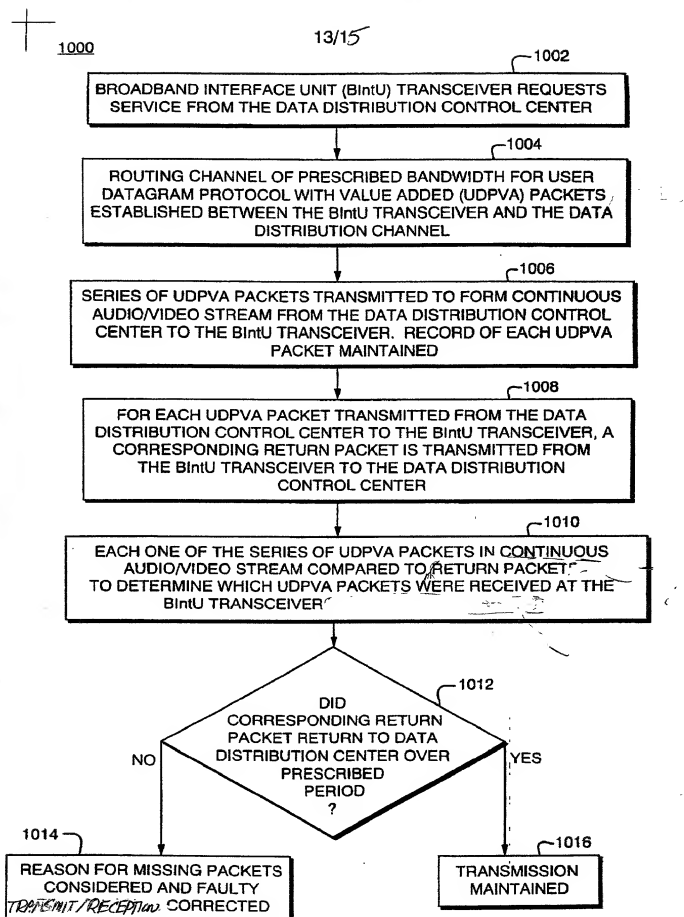 13/15
1000
1002
BROADBAND INTERFACE UNIT (BIntU) TRANSCEIVER REQUESTS
SERVICE FROM THE DATA DISTRIBUTION CONTROL CENTER
1004
ROUTING CHANNEL OF PRESCRIBED BANDWIDTH FOR USER
DATAGRAM PROTOCOL WITH VALUE ADDED (UDPVA) PACKETS
ESTABLISHED BETWEEN THE BIntU TRANSCEIVER AND THE DATA
DISTRIBUTION CHANNEL
1006
SERIES OF UDPVA PACKETS TRANSMITTED TO FORM CONTINUOUS
AUDIO/VIDEO STREAM FROM THE DATA DISTRIBUTION CONTROL
CENTER TO THE BIntU TRANSCEIVER. RECORD OF EACH UDPVA
PACKET MAINTAINED
1008
FOR EACH UDPVA PACKET TRANSMITTED FROM THE DATA
DISTRIBUTION CONTROL CENTER TO THE BIntU TRANSCEIVER, A
CORRESPONDING RETURN PACKET IS TRANSMITTED FROM
THE BIntU TRANSCEIVER TO THE DATA DISTRIBUTION
CONTROL CENTER
1010
EACH ONE OF THE SERIES OF UDPVA PACKETS IN CONTINUOUS
AUDIO/VIDEO STREAM COMPARED TO RETURN PACKET
TO DETERMINE WHICH UDPVA PACKETS WERE RECEIVED AT THE
BIntU TRANSCEIVER
1012
DID
CORRESPONDING RETURN
PACKET RETURN TO DATA
DISTRIBUTION CENTER OVER
PRESCRIBED
PERIOD
?
NO
YES
1014
REASON FOR MISSING PACKETS
CONSIDERED AND FAULTY
TRANSMIT/RECEPTION CORRECTED
1016
TRANSMISSION
MAINTAINED